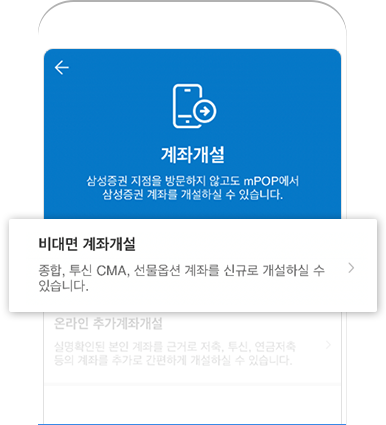 계좌개설
삼성증권 지점을 방문하지 않고도 mPOP에서
삼성증권 계좌를 개설하실 수 있습니다.
비대면 계좌개설
종합, 투신 CMA, 선물옵션 계좌를 신규로 개설하실 수
있습니다.
온라인 추가계좌개설
실명확인된 본인 계좌를 근거로 저축, 투신, 연금저축
등의 계좌를 추가로 간편하게 개설하실 수 있습니다.